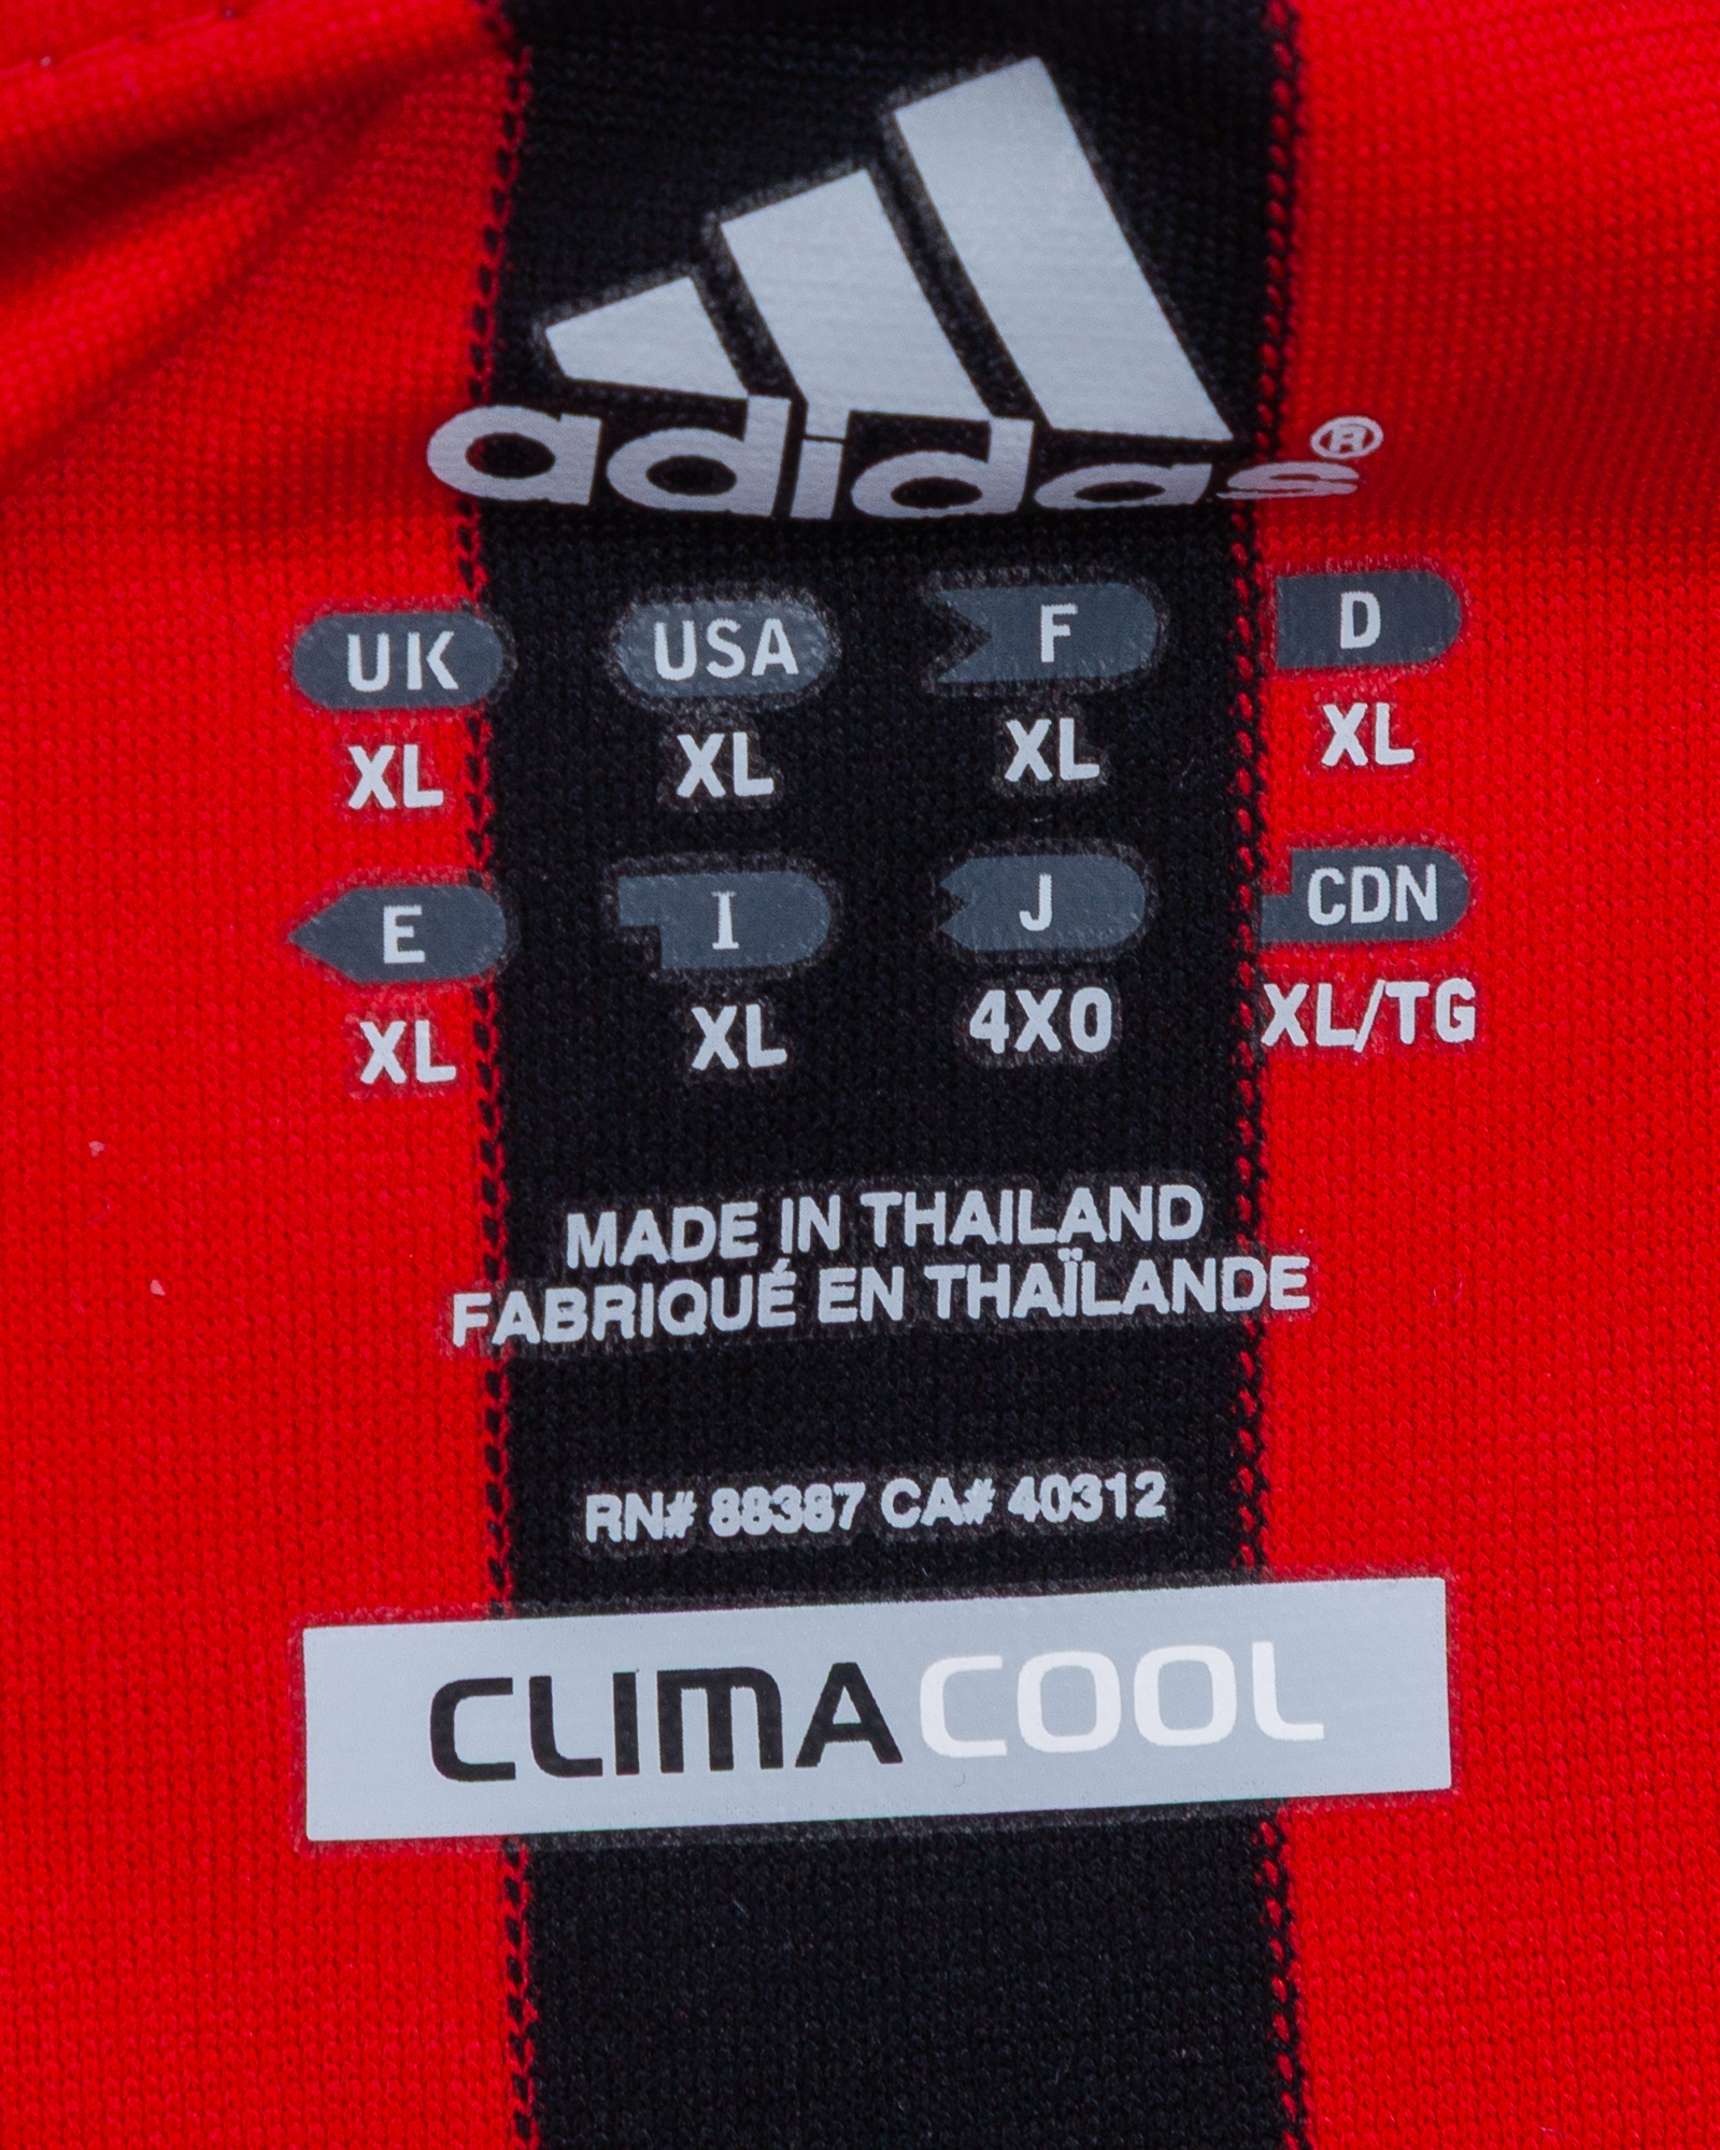 adidas®
UK USA F D
XL XL XL XL
E I J CDN
XL XL 4XO XL/TG
MADE IN THAILAND
FABRIQUÉ EN THAÏLANDE
RN# 88387 CA# 40312
CLIMACOOL